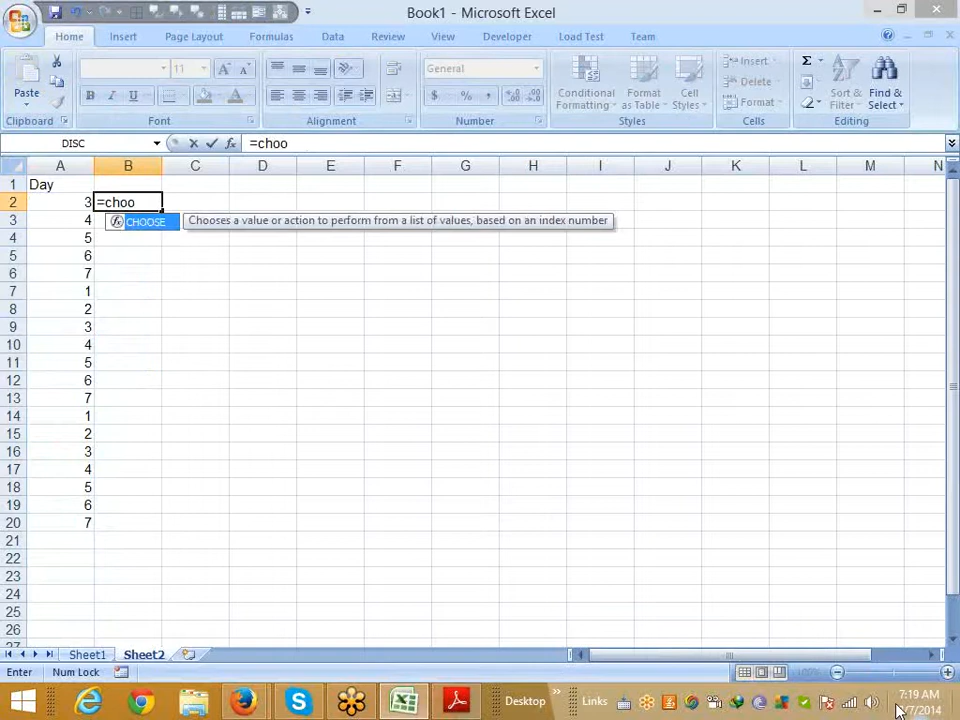 Book1 - Microsoft Excel
Home Insert Page Layout Formulas Data Review View Developer Load Test Team
Paste
11
General
Conditional Formatting
Format as Table
Cell Styles
Insert
Delete
Format
Sort & Filter
Find & Select
Clipboard Font Alignment Number Styles Cells Editing
DISC =choo
A B C D E F G H I J K L M N
1 Day
2 3 =choo
3 4 CHOOSE Chooses a value or action to perform from a list of values, based on an index number
4 5
5 6
6 7
7 1
8 2
9 3
10 4
11 5
12 6
13 7
14 1
15 2
16 3
17 4
18 5
19 6
20 7
21
22
23
24
25
26
27
Sheet1 Sheet2
Enter Num Lock 100%
Desktop Links 7:19 AM
/7/2014